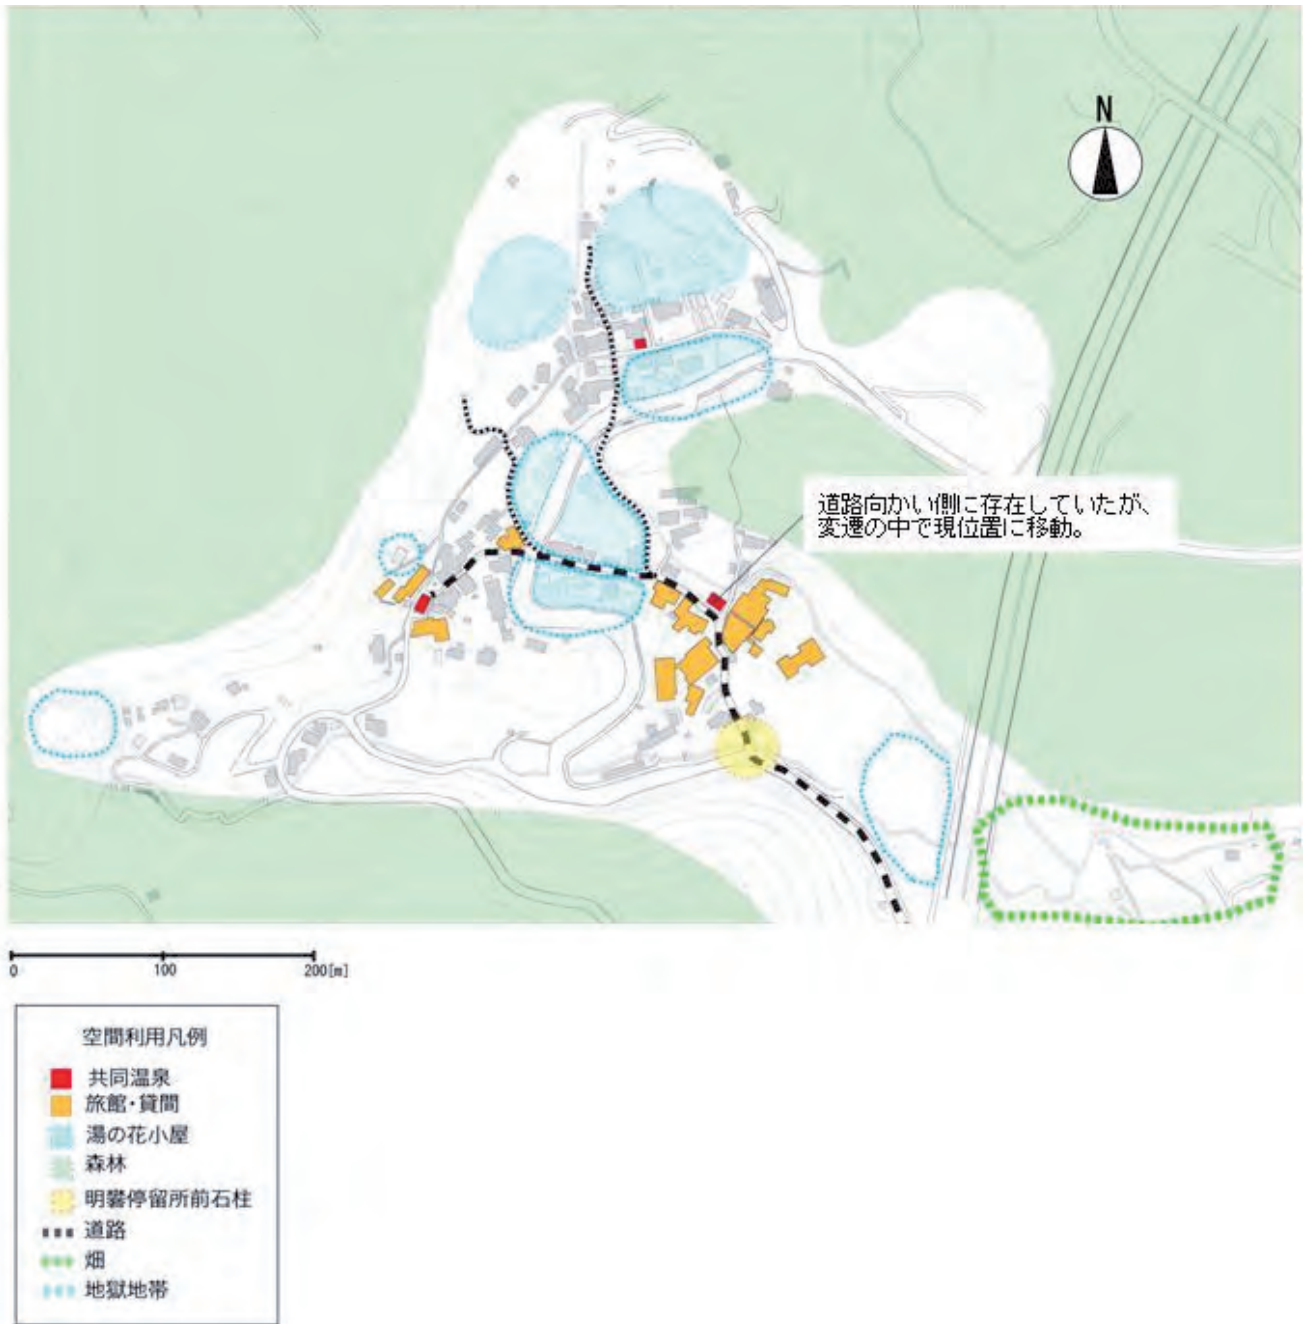 N
道路向かい側に存在していたが、
変遷の中で現位置に移動。
0 100 200[m]
空間利用凡例
共同温泉
旅館・貸間
湯の花小屋
森林
明礬停留所前石柱
道路
畑
地獄地帯